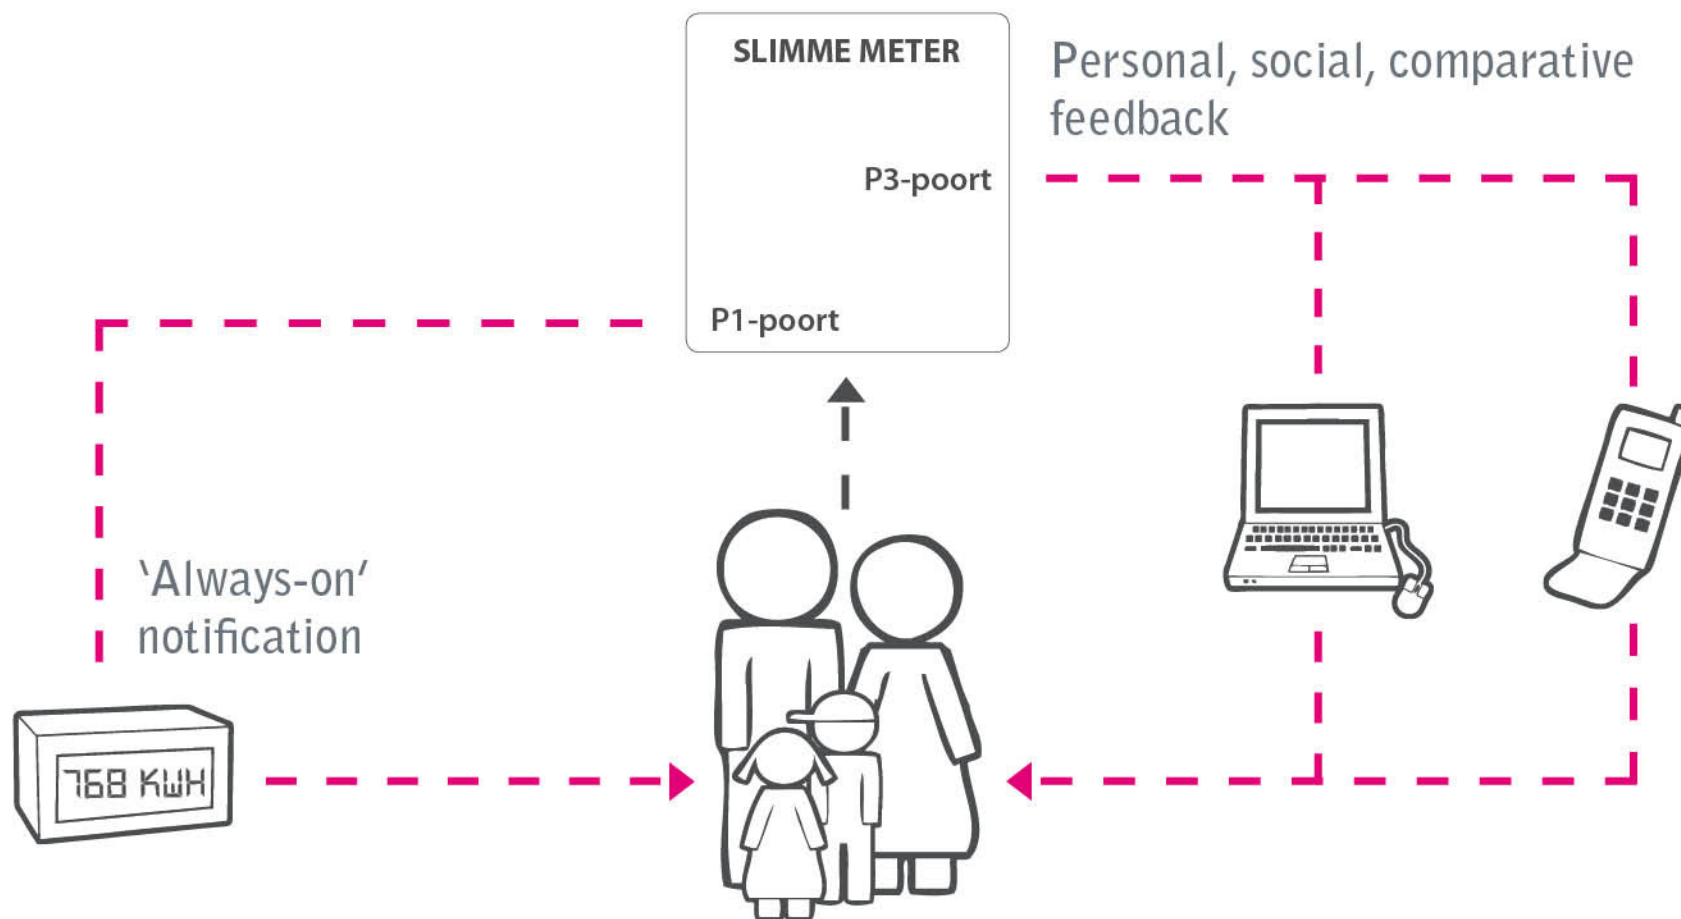 SLIMME METER
Personal, social, comparative
feedback
P3-poort
P1-poort
‘Always-on’
notification
768 KWH